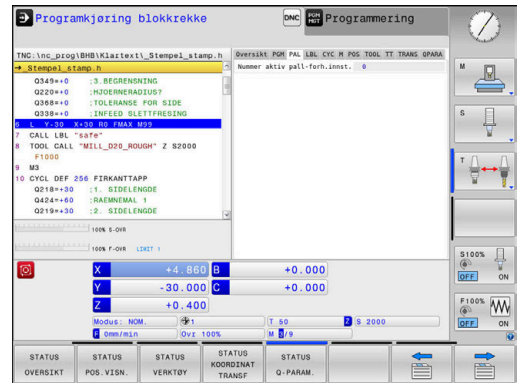 Programkjøring blokkrekke
DNC
PGM MGT
Programmering
TNC:\nc_prog\BHB\Klartext\_Stempel_stamp.h
→_Stempel_stamp.h
Q349=+0 ;3.BEGRENSNING
Q220=+0 ;HJOERNERADIUS?
Q368=+0 ;TOLERANSE FOR SIDE
Q338=+0 ;INFEED SLETTFRESING
6 L Y-30 X+30 R0 FMAX M99
7 CALL LBL "safe"
8 TOOL CALL "MILL_D20_ROUGH" Z S2000
F1000
9 M3
10 CYCL DEF 256 FIRKANTTAPP
Q218=+30 ;1. SIDELENGDE
Q424=+60 ;RAEMNEMAL 1
Q219=+30 ;2. SIDELENGDE
100% S-OVR
100% F-OVR LIMIT 1
Oversikt PGM PAL LBL CYC M POS TOOL TT TRANS QPARA
Nummer aktiv pall-forh.innst. 0
X +4.860 B +0.000
Y -30.000 C +0.000
Z +0.400
Modus: NOM. 1 T 50 Z S 2000
F 0mm/min Ovr 100% M 5/9
STATUS OVERSIKT
STATUS POS.VISN.
STATUS VERKTØY
STATUS KOORDINAT TRANSF
STATUS Q-PARAM.
M
S
T
S100%
OFF ON
F100%
OFF ON